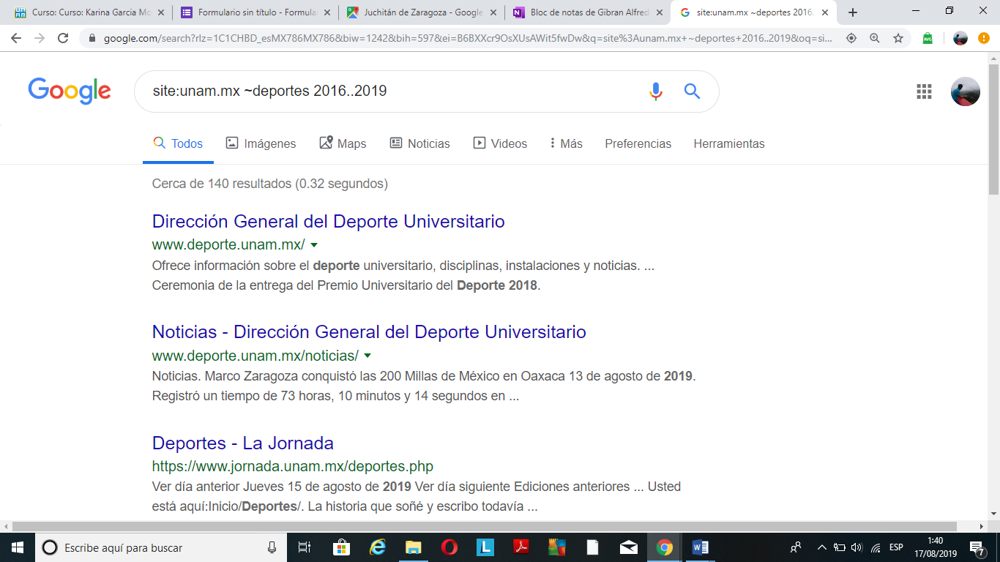 Curso: Curso: Karina Garcia Mo
Formulario sin título - Formula
Juchitán de Zaragoza - Google
Bloc de notas de Gibran Alfred
site:unam.mx ~deportes 2016..
google.com/search?rlz=1C1CHBD_esMX786MX786&biw=1242&bih=597&ei=B6BXXcr9OsXUsAWit5fwDw&q=site%3Aunam.mx+~deportes+2016..2019&oq=si...
AVG
Google
site:unam.mx ~deportes 2016..2019
Todos Imágenes Maps Noticias Videos Más Preferencias Herramientas
Cerca de 140 resultados (0.32 segundos)
Dirección General del Deporte Universitario
www.deporte.unam.mx/
Ofrece información sobre el deporte universitario, disciplinas, instalaciones y noticias. ...
Ceremonia de la entrega del Premio Universitario del Deporte 2018.
Noticias - Dirección General del Deporte Universitario
www.deporte.unam.mx/noticias/
Noticias. Marco Zaragoza conquistó las 200 Millas de México en Oaxaca 13 de agosto de 2019.
Registró un tiempo de 73 horas, 10 minutos y 14 segundos en ...
Deportes - La Jornada
https://www.jornada.unam.mx/deportes.php
Ver día anterior Jueves 15 de agosto de 2019 Ver día siguiente Ediciones anteriores ... Usted
está aquí:Inicio/Deportes/. La historia que soñé y escribo todavía ...
Escribe aquí para buscar
ESP
1:40
17/08/2019
7